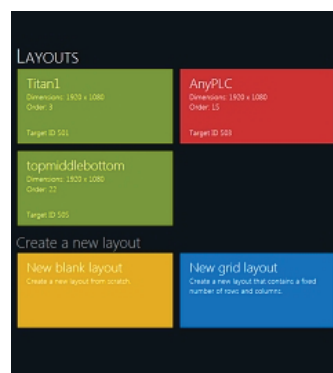 LAYOUTS
Titan1
Dimensions: 1920 x 1080
Order: 3
Target ID 501
AnyPLC
Dimensions: 1920 x 1080
Order: 15
Target ID 503
topmiddlebottom
Dimensions: 1920 x 1080
Order: 22
Target ID 505
Create a new layout
New blank layout
Create a new layout from scratch.
New grid layout
Create a new layout that contains a fixed
number of rows and columns.